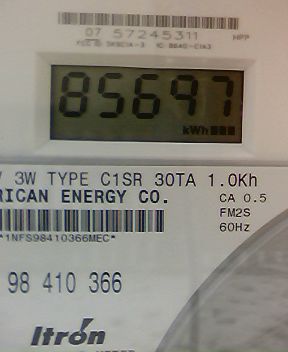 07 57245311
85697
kWh
V 3W TYPE C1SR 30TA 1.0Kh
RICAN ENERGY CO.
CA 0.5
FM2S
60Hz
*1NFS98410366MEC*
98 410 366
Itrón